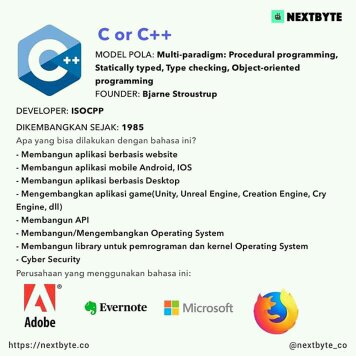 NEXTBYTE
C or C++
C++
MODEL POLA: Multi-paradigm: Procedural programming,
Statically typed, Type checking, Object-oriented
programming
FOUNDER: Bjarne Stroustrup
DEVELOPER: ISOCPP
DIKEMBANGKAN SEJAK: 1985
Apa yang bisa dilakukan dengan bahasa ini?
- Membangun aplikasi berbasis website
- Membangun aplikasi mobile Android, IOS
- Membangun aplikasi berbasis Desktop
- Mengembangkan aplikasi game(Unity, Unreal Engine, Creation Engine, Cry
Engine, dll)
- Membangun API
- Membangun/Mengembangkan Operating System
- Membangun library untuk pemrograman dan kernel Operating System
- Cyber Security
Perusahaan yang menggunakan bahasa ini:
Adobe
Evernote
Microsoft
https://nextbyte.co
@nextbyte_co